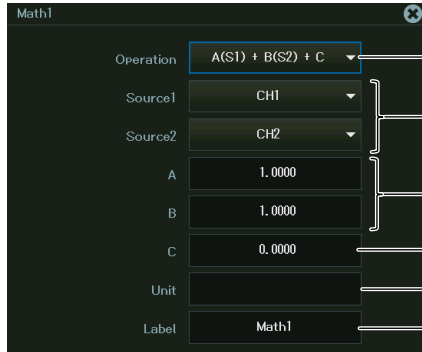 Math1
Operation A(S1) + B(S2) + C
Source1 CH1
Source2 CH2
A 1.0000
B 1.0000
C 0.0000
Unit
Label Math1